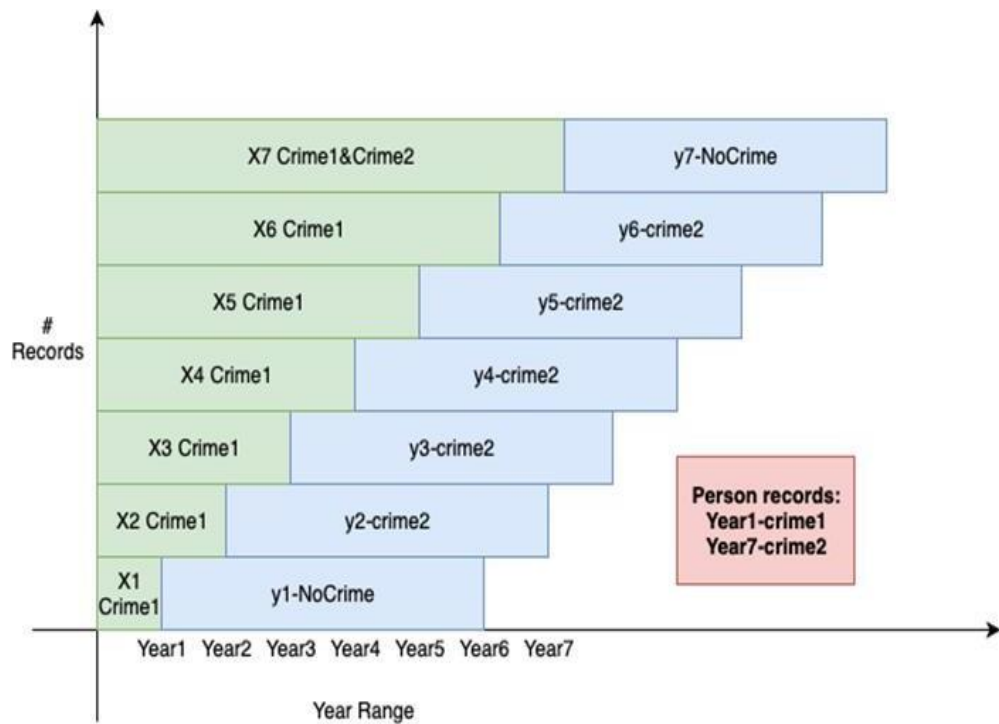 X7 Crime1&Crime2
y7-NoCrime
X6 Crime1
y6-crime2
X5 Crime1
y5-crime2
#
Records
X4 Crime1
y4-crime2
X3 Crime1
y3-crime2
Person records:
Year1-crime1
Year7-crime2
X2 Crime1
y2-crime2
X1
Crime1
y1-NoCrime
Year1 Year2 Year3 Year4 Year5 Year6 Year7
Year Range